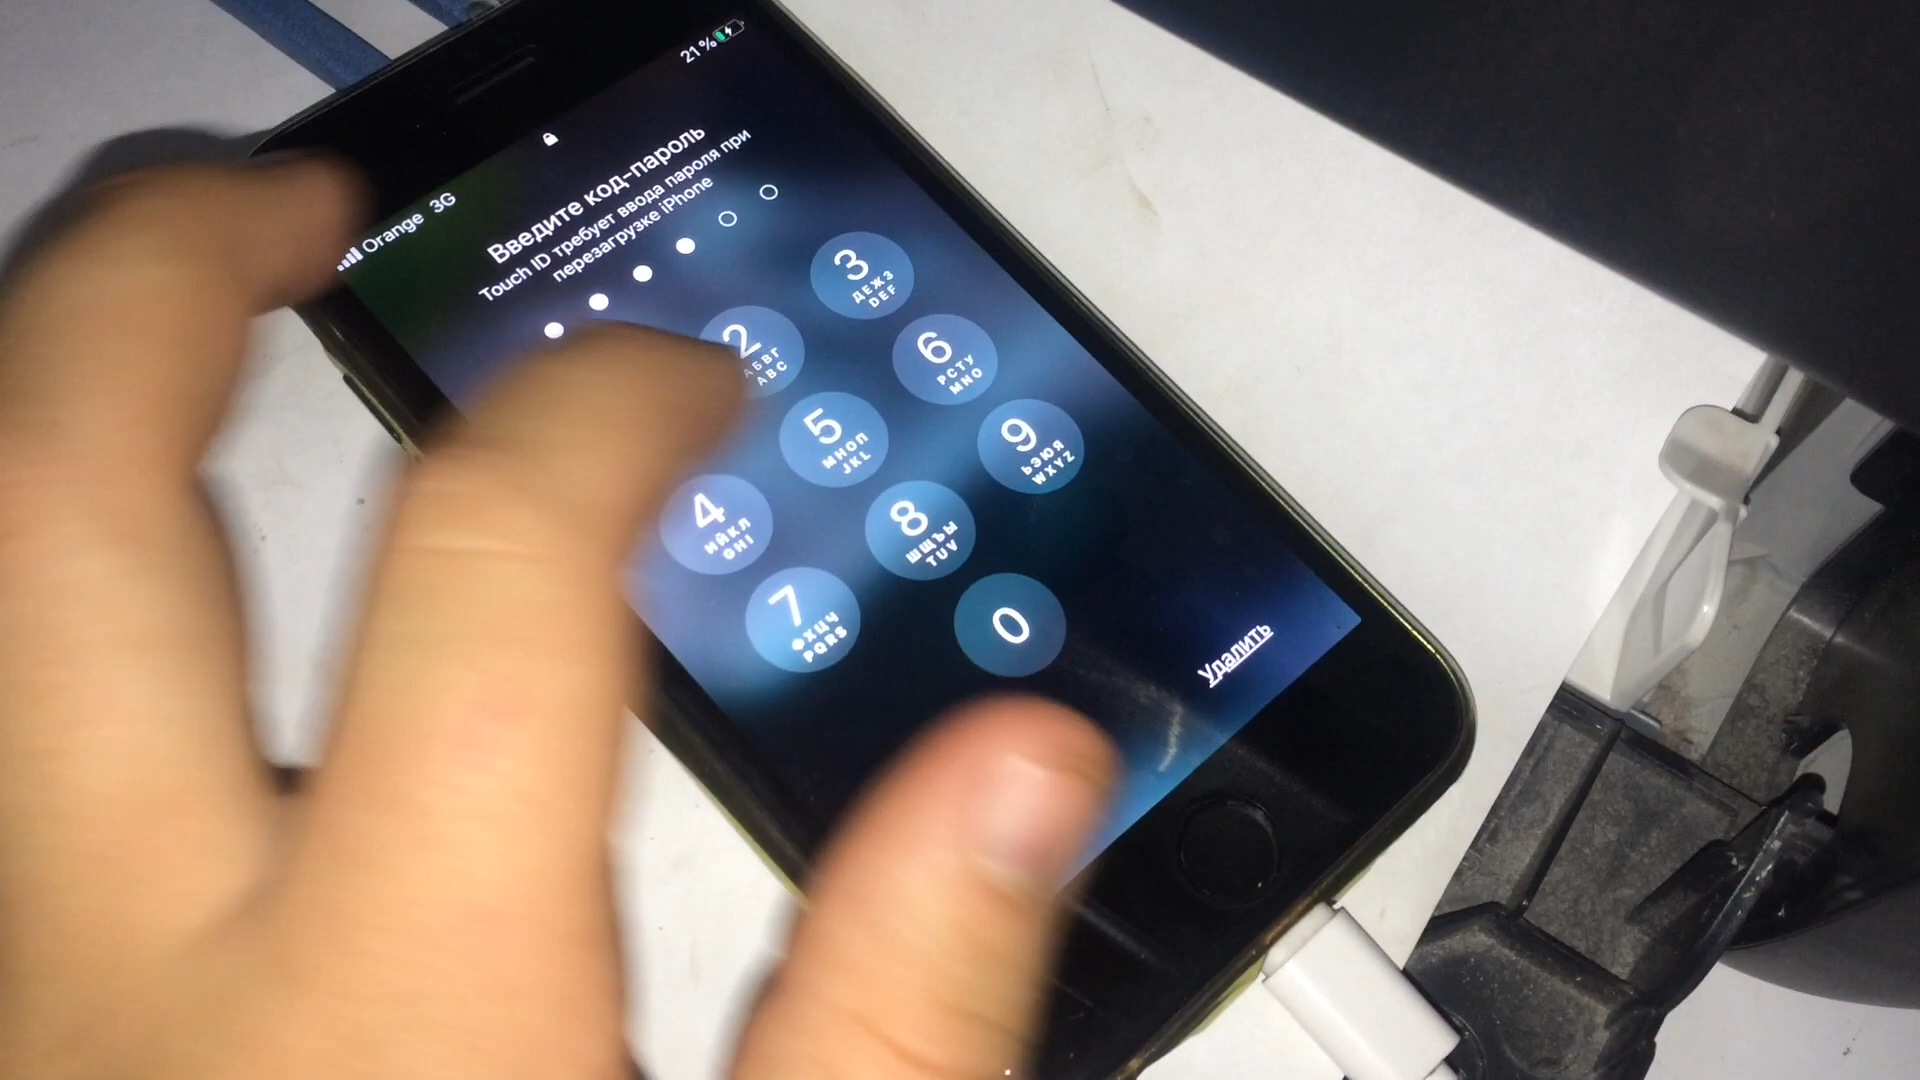 Orange 3G
21 %
Введите код-пароль
Touch ID требует ввода пароля при
перезагрузке iPhone
2
АБВГ
ABC
3
ДЕЖЗ
DEF
4
ИЙКЛ
GHI
5
МНОП
JKL
6
РСТУ
MNO
7
ФХЦЧ
PQRS
8
ШЩЪЫ
TUV
9
ЬЭЮЯ
WXYZ
0
Удалить